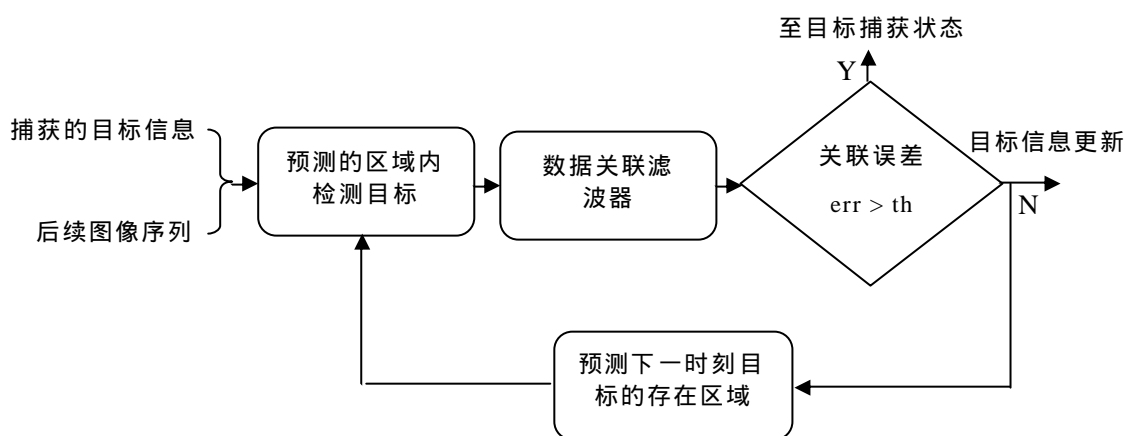 至目标捕获状态
Y
捕获的目标信息
后续图像序列
预测的区域内
检测目标
数据关联滤
波器
关联误差
err > th
目标信息更新
N
预测下一时刻目
标的存在区域